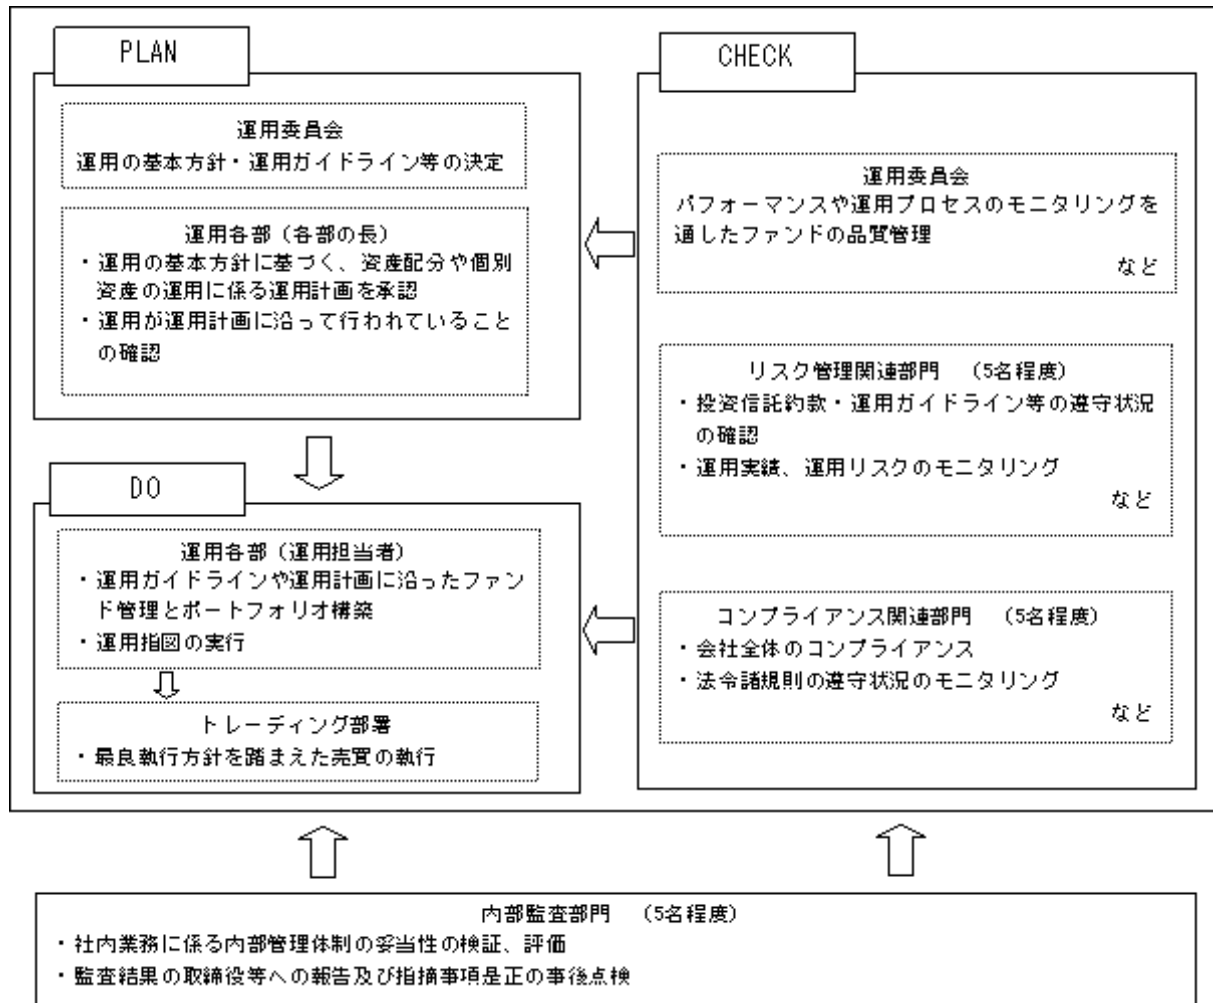 PLAN
運用委員会
運用の基本方針・運用ガイドライン等の決定
運用各部（各部の長）
・運用の基本方針に基づく、資産配分や個別
資産の運用に係る運用計画を承認
・運用が運用計画に沿って行われていること
の確認
DO
運用各部（運用担当者）
・運用ガイドラインや運用計画に沿ったファン
ド管理とポートフォリオ構築
・運用指図の実行
トレーディング部署
・最良執行方針を踏まえた売買の執行
CHECK
運用委員会
パフォーマンスや運用プロセスのモニタリングを
通したファンドの品質管理
など
リスク管理関連部門　（5名程度）
・投資信託約款・運用ガイドライン等の遵守状況
の確認
・運用実績、運用リスクのモニタリング
など
コンプライアンス関連部門　（5名程度）
・会社全体のコンプライアンス
・法令諸規則の遵守状況のモニタリング
など
内部監査部門　（5名程度）
・社内業務に係る内部管理体制の妥当性の検証、評価
・監査結果の取締役等への報告及び指摘事項是正の事後点検